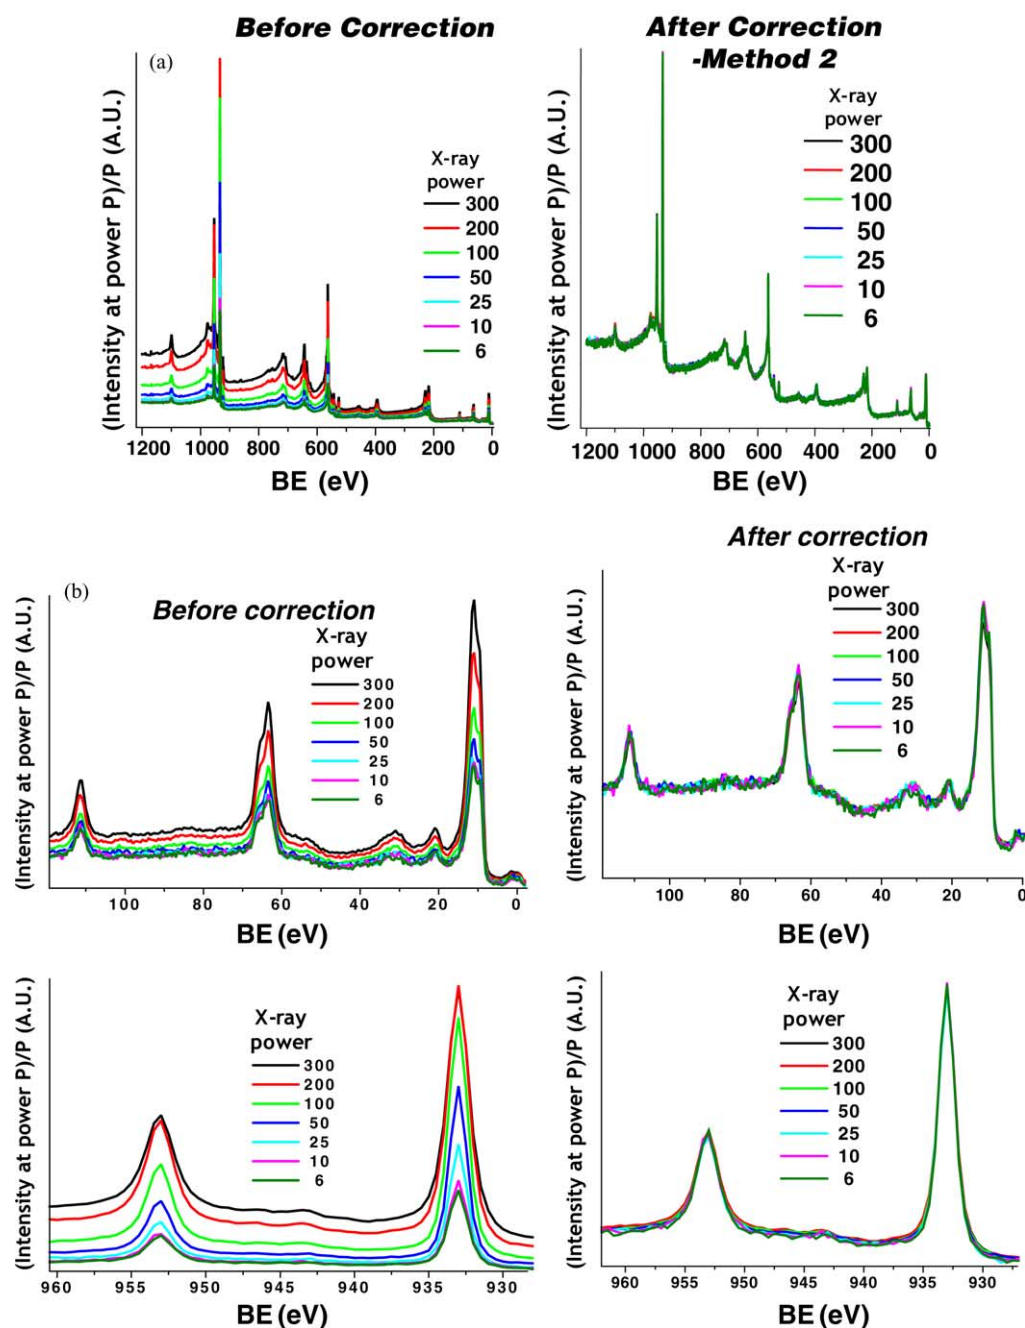 Before Correction
(a)
(Intensity at power P)/P (A.U.)
X-ray
power
300
200
100
50
25
10
6
1200 1000 800 600 400 200 0
BE (eV)
After Correction
-Method 2
(Intensity at power P)/P (A.U.)
X-ray
power
300
200
100
50
25
10
6
1200 1000 800 600 400 200 0
BE (eV)
(b)
Before correction
(Intensity at power P)/P (A.U.)
X-ray
power
300
200
100
50
25
10
6
100 80 60 40 20 0
BE (eV)
After correction
(Intensity at power P)/P (A.U.)
X-ray
power
300
200
100
50
25
10
6
100 80 60 40 20 0
BE (eV)
(Intensity at power P)/P (A.U.)
X-ray
power
300
200
100
50
25
10
6
960 955 950 945 940 935 930
BE (eV)
(Intensity at power P)/P (A.U.)
X-ray
power
300
200
100
50
25
10
6
960 955 950 945 940 935 930
BE (eV)